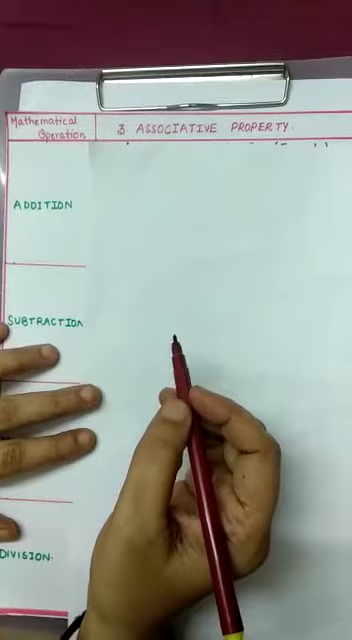 Mathematical
Operation
3 ASSOCIATIVE PROPERTY.
ADDITION
SUBTRACTION
DIVISION.